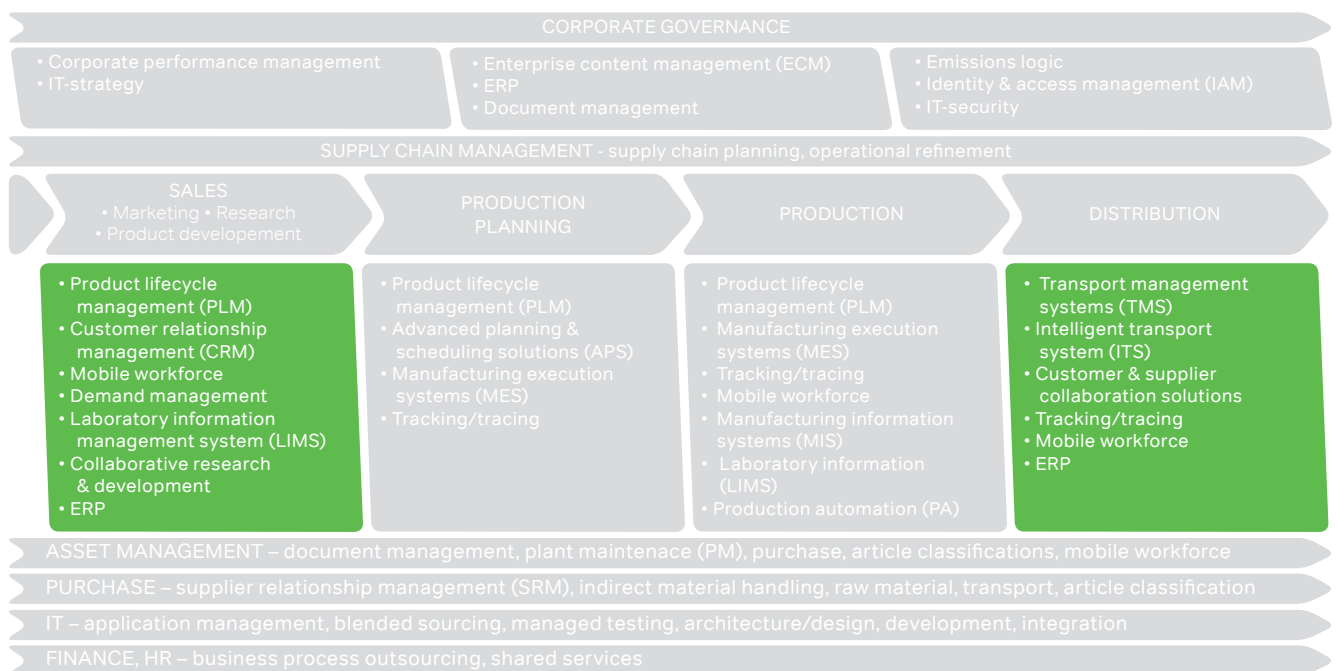 CORPORATE GOVERNANCE
• Corporate performance management
• IT-strategy
• Enterprise content management (ECM)
• ERP
• Document management
• Emissions logic
• Identity & access management (IAM)
• IT-security
SUPPLY CHAIN MANAGEMENT - supply chain planning, operational refinement
SALES
• Marketing • Research
• Product developement
PRODUCTION
PLANNING
PRODUCTION
DISTRIBUTION
• Product lifecycle
management (PLM)
• Customer relationship
management (CRM)
• Mobile workforce
• Demand management
• Laboratory information
management system (LIMS)
• Collaborative research
& development
• ERP
• Product lifecycle
management (PLM)
• Advanced planning &
scheduling solutions (APS)
• Manufacturing execution
systems (MES)
• Tracking/tracing
• Product lifecycle
management (PLM)
• Manufacturing execution
systems (MES)
• Tracking/tracing
• Mobile workforce
• Manufacturing information
systems (MIS)
• Laboratory information
(LIMS)
• Production automation (PA)
• Transport management
systems (TMS)
• Intelligent transport
system (ITS)
• Customer & supplier
collaboration solutions
• Tracking/tracing
• Mobile workforce
• ERP
ASSET MANAGEMENT – document management, plant maintenace (PM), purchase, article classifications, mobile workforce
PURCHASE – supplier relationship management (SRM), indirect material handling, raw material, transport, article classification
IT – application management, blended sourcing, managed testing, architecture/design, development, integration
FINANCE, HR – business process outsourcing, shared services